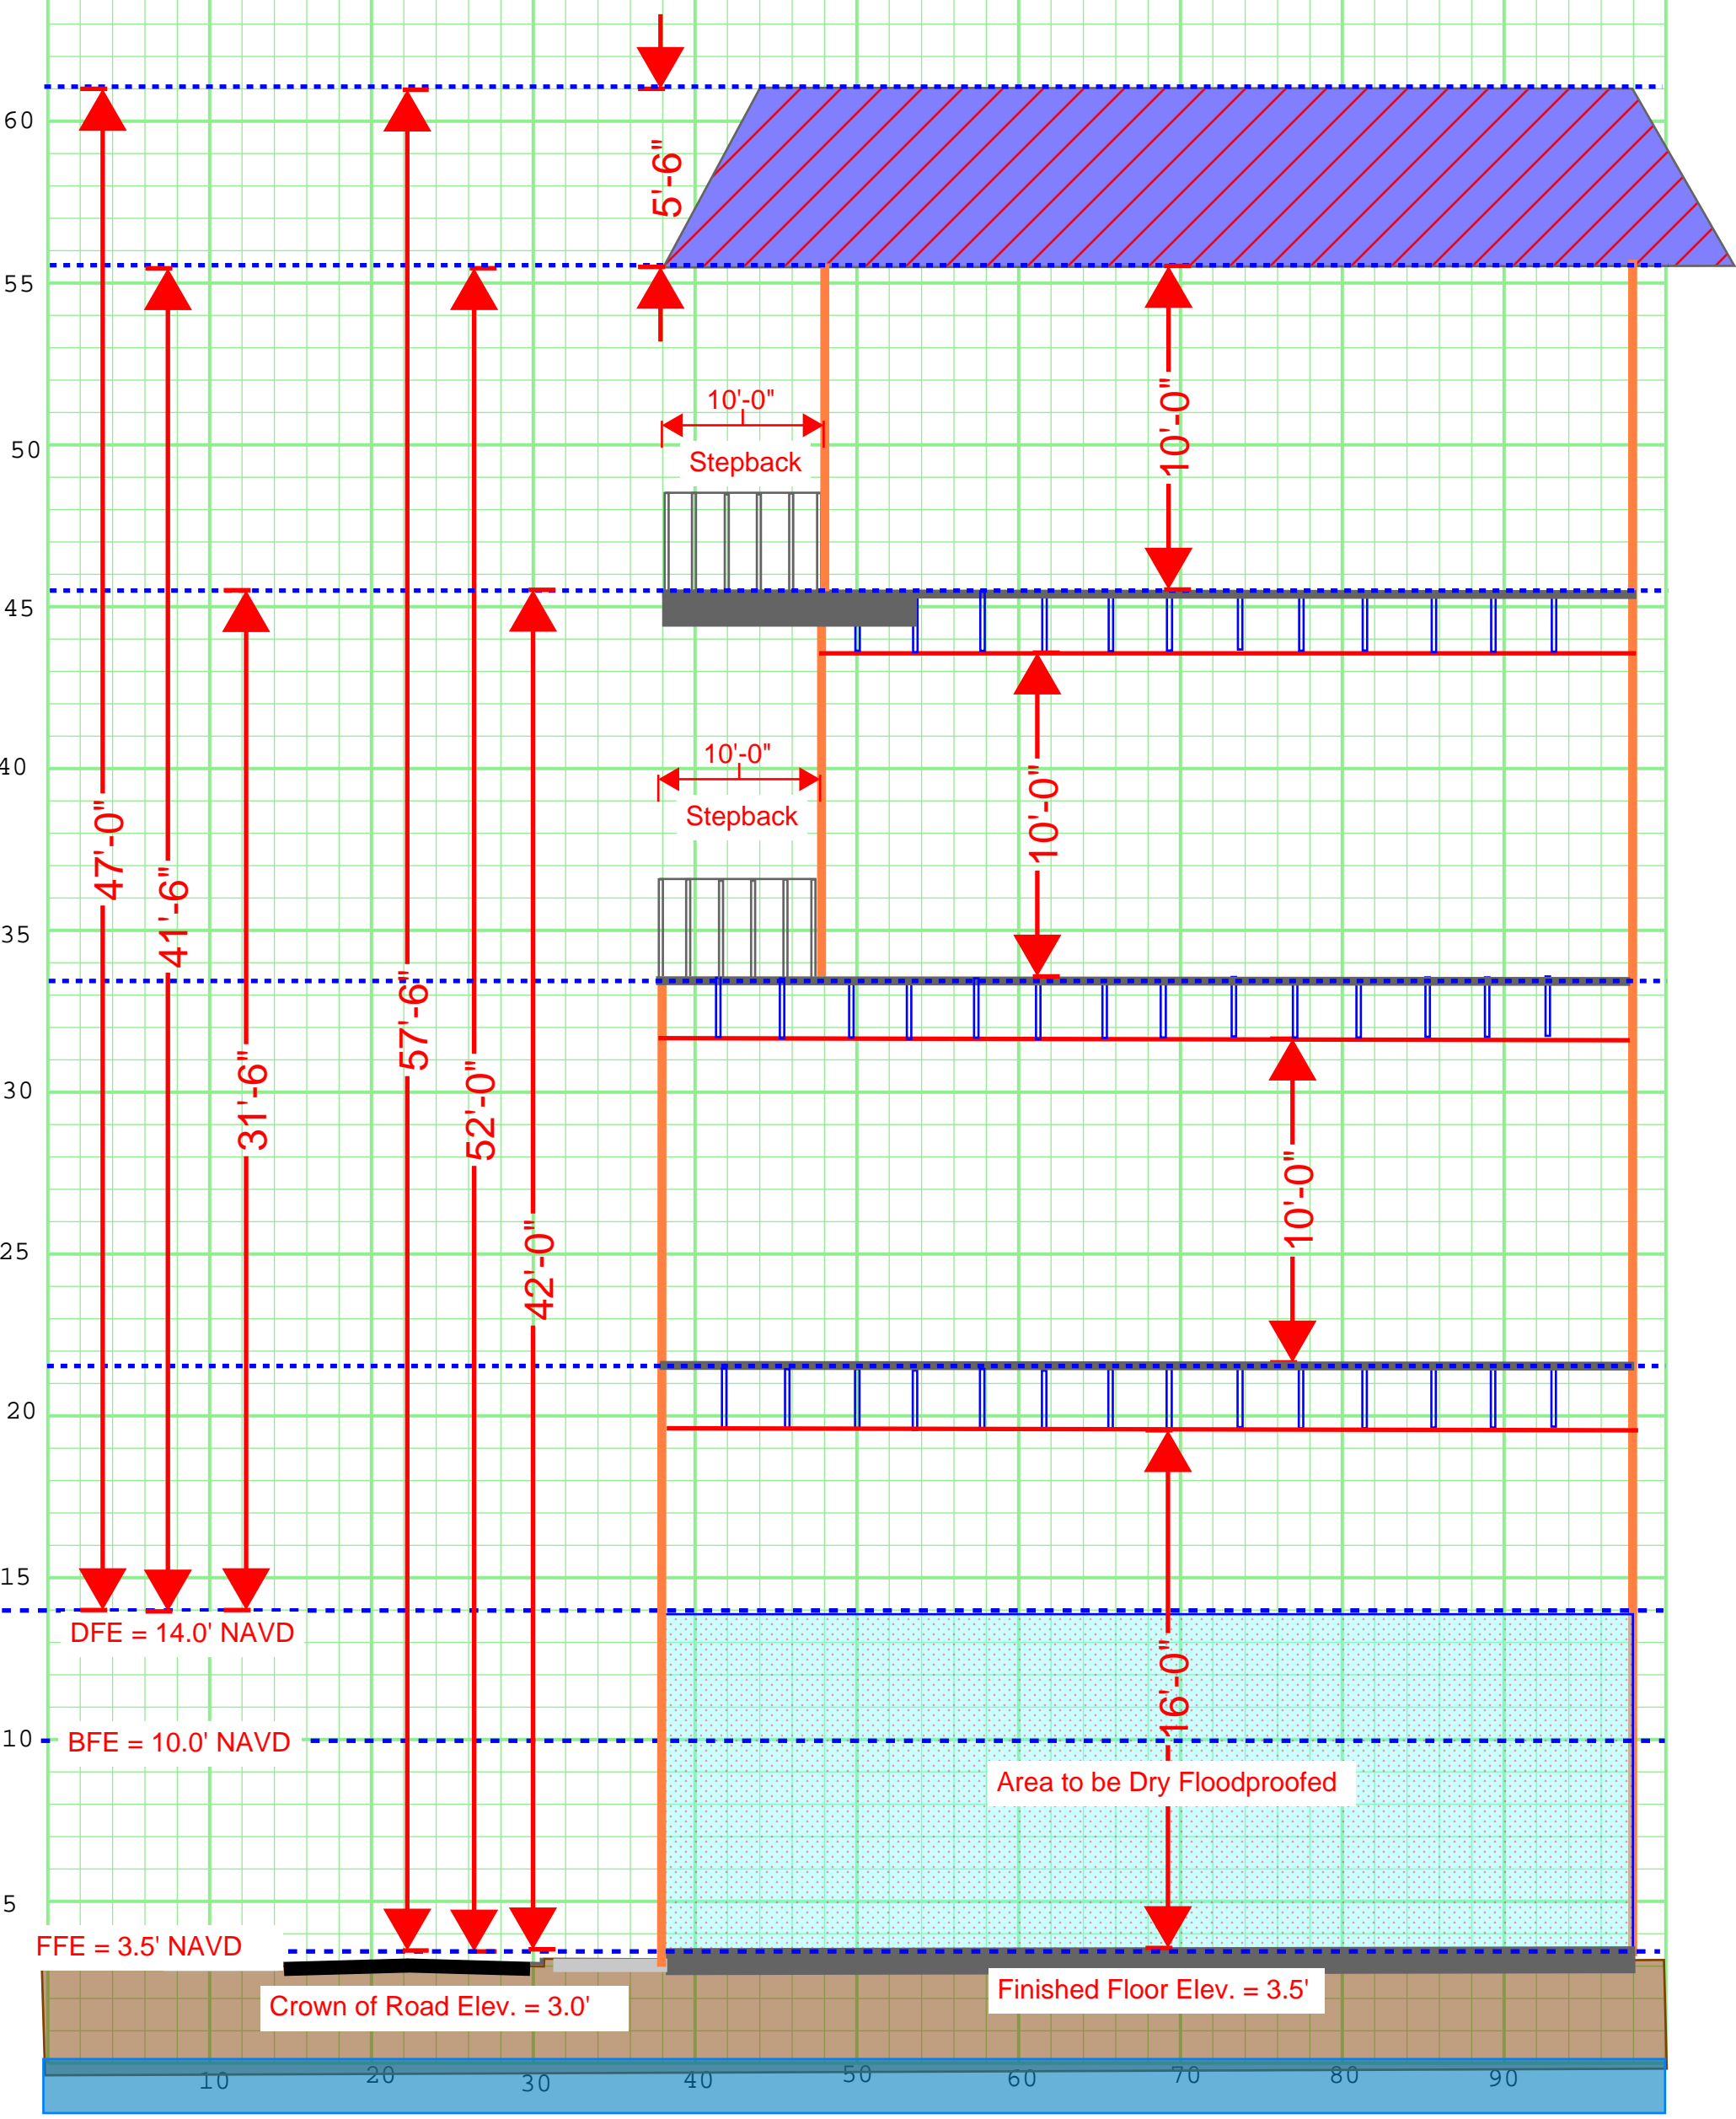 60
5'-6"
55
10'-0"
10'-0"
Stepback
50
45
10'-0"
10'-0"
Stepback
40
47'-0"
41'-6"
35
57'-6"
31'-6"
52'-0"
30
10'-0"
42'-0"
25
20
15
DFE = 14.0' NAVD
16'-0"
10
BFE = 10.0' NAVD
Area to be Dry Floodproofed
5
FFE = 3.5' NAVD
Finished Floor Elev. = 3.5'
Crown of Road Elev. = 3.0'
10 20 30 40 50 60 70 80 90